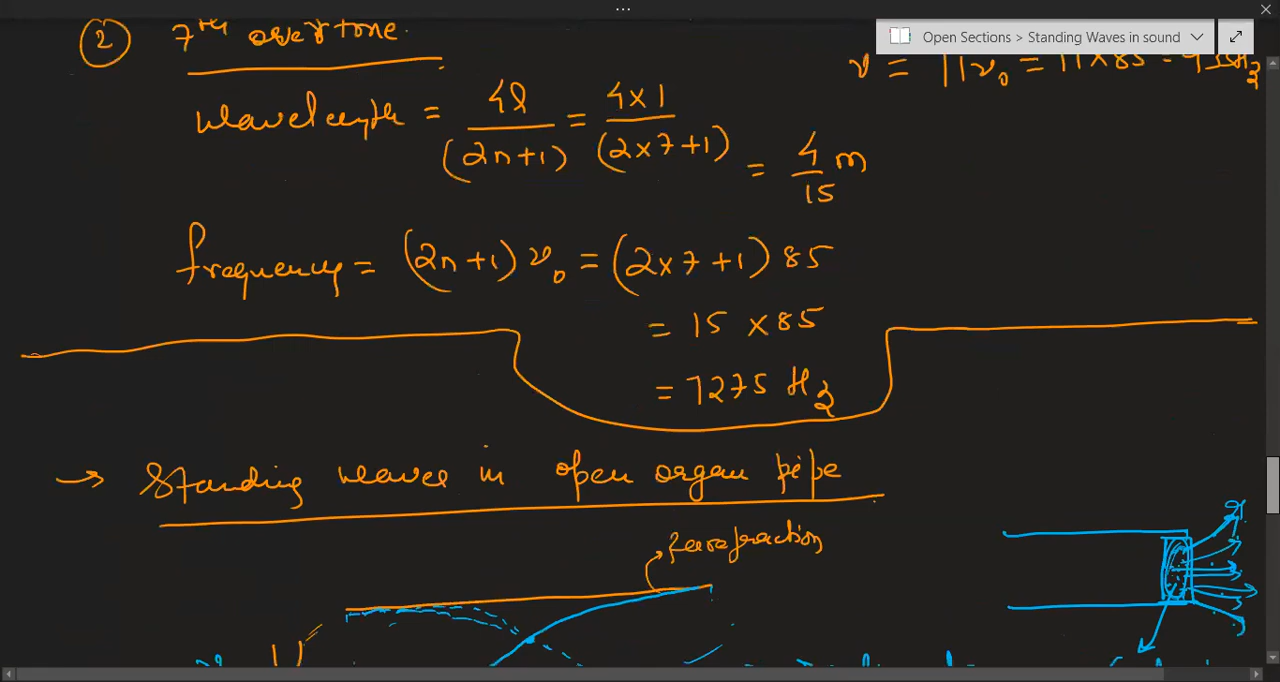 ...
Open Sections > Standing Waves in sound
② 7th overtone
ν = 11ν₀ = 11×85 = 935Hz
wavelength = 4l/(2n+1) = 4×1/(2×7+1) = 4/15 m
frequency = (2n+1) ν₀ = (2×7+1) 85
= 15 × 85
= 1275 Hz
→ Standing waves in open organ pipe